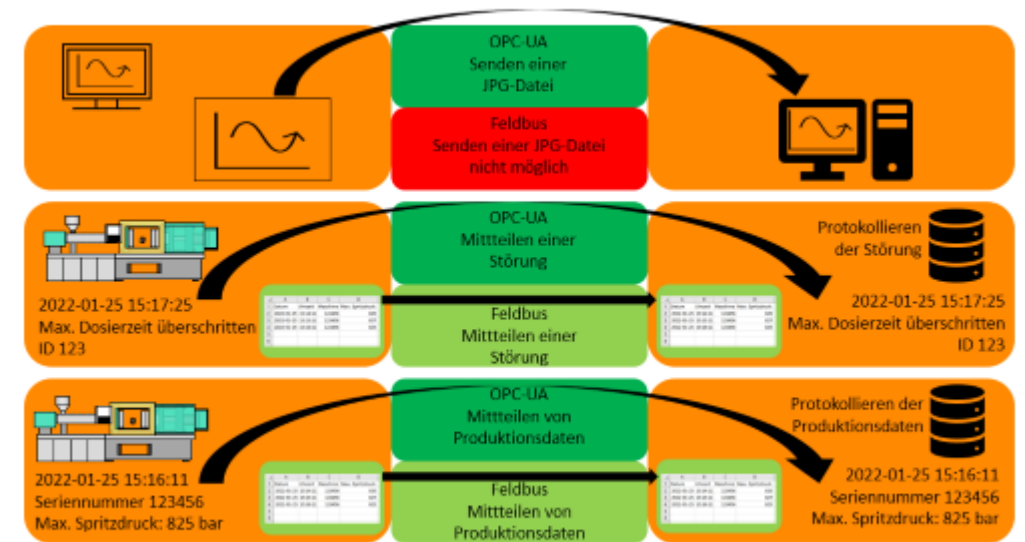 OPC-UA
Senden einer
JPG-Datei
Feldbus
Senden einer JPG-Datei
nicht möglich
2022-01-25 15:17:25
Max. Dosierzeit überschritten
ID 123
OPC-UA
Mittteilen einer
Störung
Feldbus
Mittteilen einer
Störung
Protokollieren
der Störung
2022-01-25 15:17:25
Max. Dosierzeit überschritten
ID 123
2022-01-25 15:16:11
Seriennummer 123456
Max. Spritzdruck: 825 bar
OPC-UA
Mittteilen von
Produktionsdaten
Feldbus
Mittteilen von
Produktionsdaten
Protokollieren der
Produktionsdaten
2022-01-25 15:16:11
Seriennummer 123456
Max. Spritzdruck: 825 bar